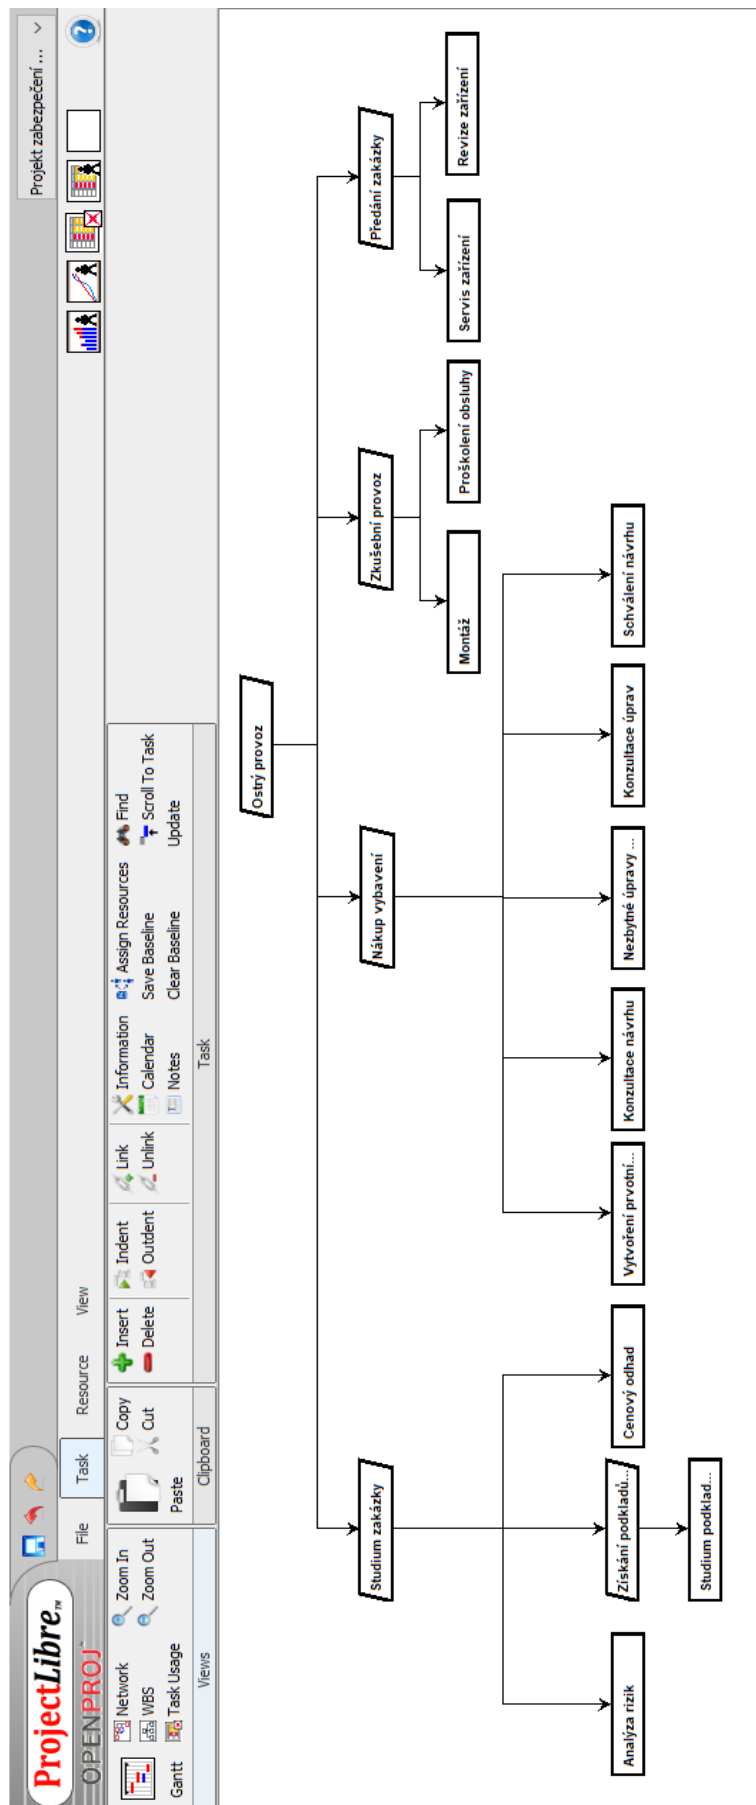 Projekt zabezpečení ...
ProjectLibre™
OPENPROJ™
File
Task
Resource
View
Gantt
Network
WBS
Task Usage
Zoom In
Zoom Out
Views
Paste
Copy
Cut
Clipboard
Insert
Delete
Indent
Outdent
Link
Unlink
Information
Calendar
Notes
Assign Resources
Save Baseline
Clear Baseline
Find
Scroll To Task
Update
Task
Ostrý provoz
Studium zakázky
Nákup vybavení
Zkušební provoz
Předání zakázky
Montáž
Proškolení obsluhy
Servis zařízení
Revize zařízení
Analýza rizik
Získání podkladů...
Cenový odhad
Vytvoření prvotní...
Konzultace návrhu
Nezbytné úpravy ...
Konzultace úprav
Schválení návrhu
Studium podklad...